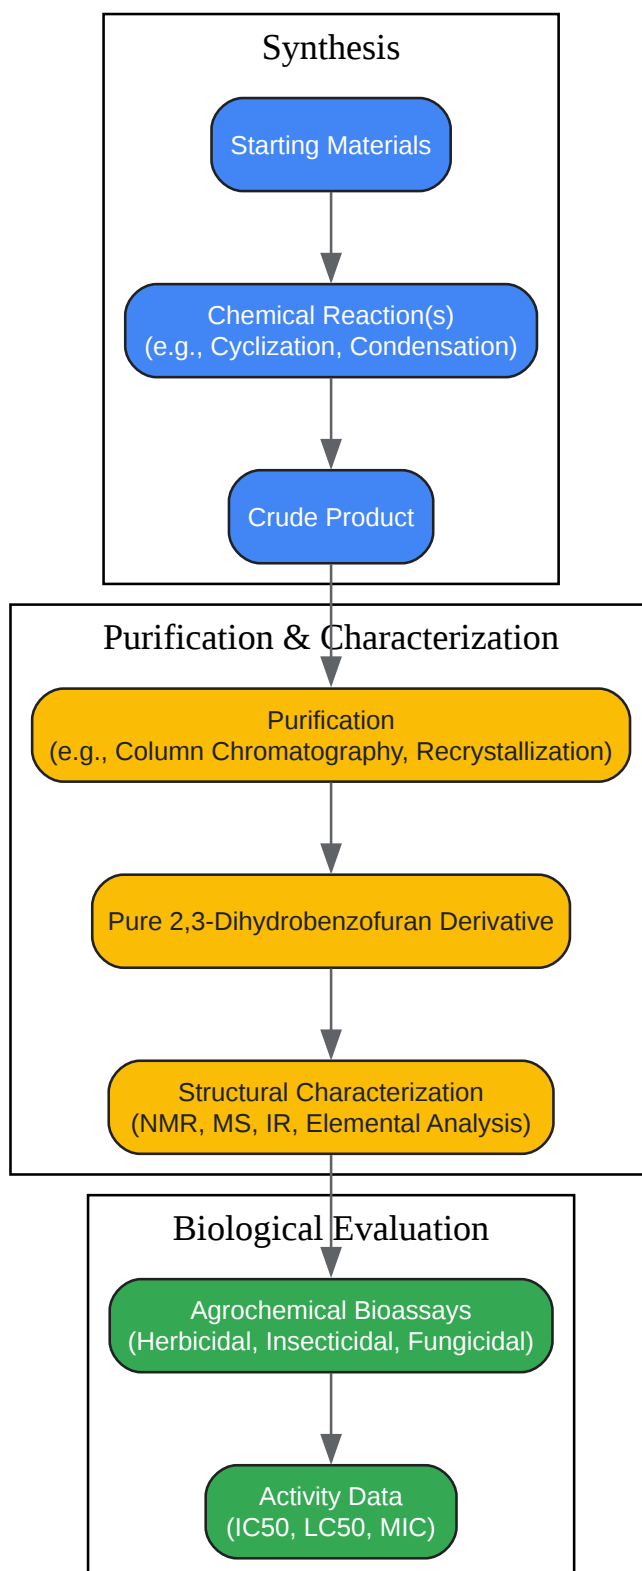 Synthesis
Starting Materials
Chemical Reaction(s)
(e.g., Cyclization, Condensation)
Crude Product
Purification & Characterization
Purification
(e.g., Column Chromatography, Recrystallization)
Pure 2,3-Dihydrobenzofuran Derivative
Structural Characterization
(NMR, MS, IR, Elemental Analysis)
Biological Evaluation
Agrochemical Bioassays
(Herbicidal, Insecticidal, Fungicidal)
Activity Data
(IC50, LC50, MIC)